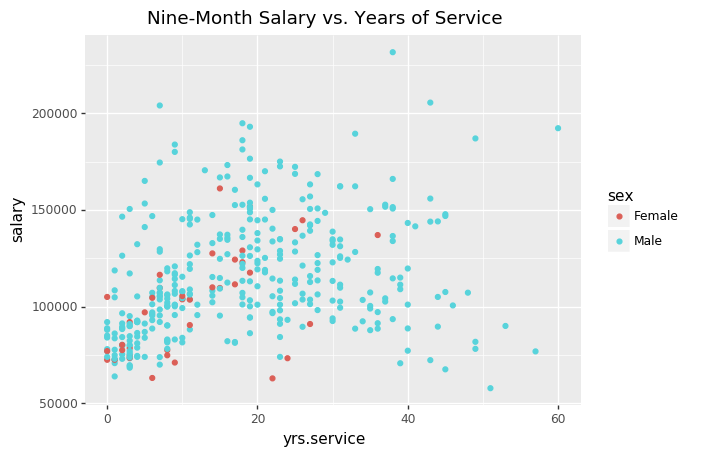 Nine-Month Salary vs. Years of Service
200000
150000
100000
50000
salary
0 20 40 60
yrs.service
sex
Female
Male